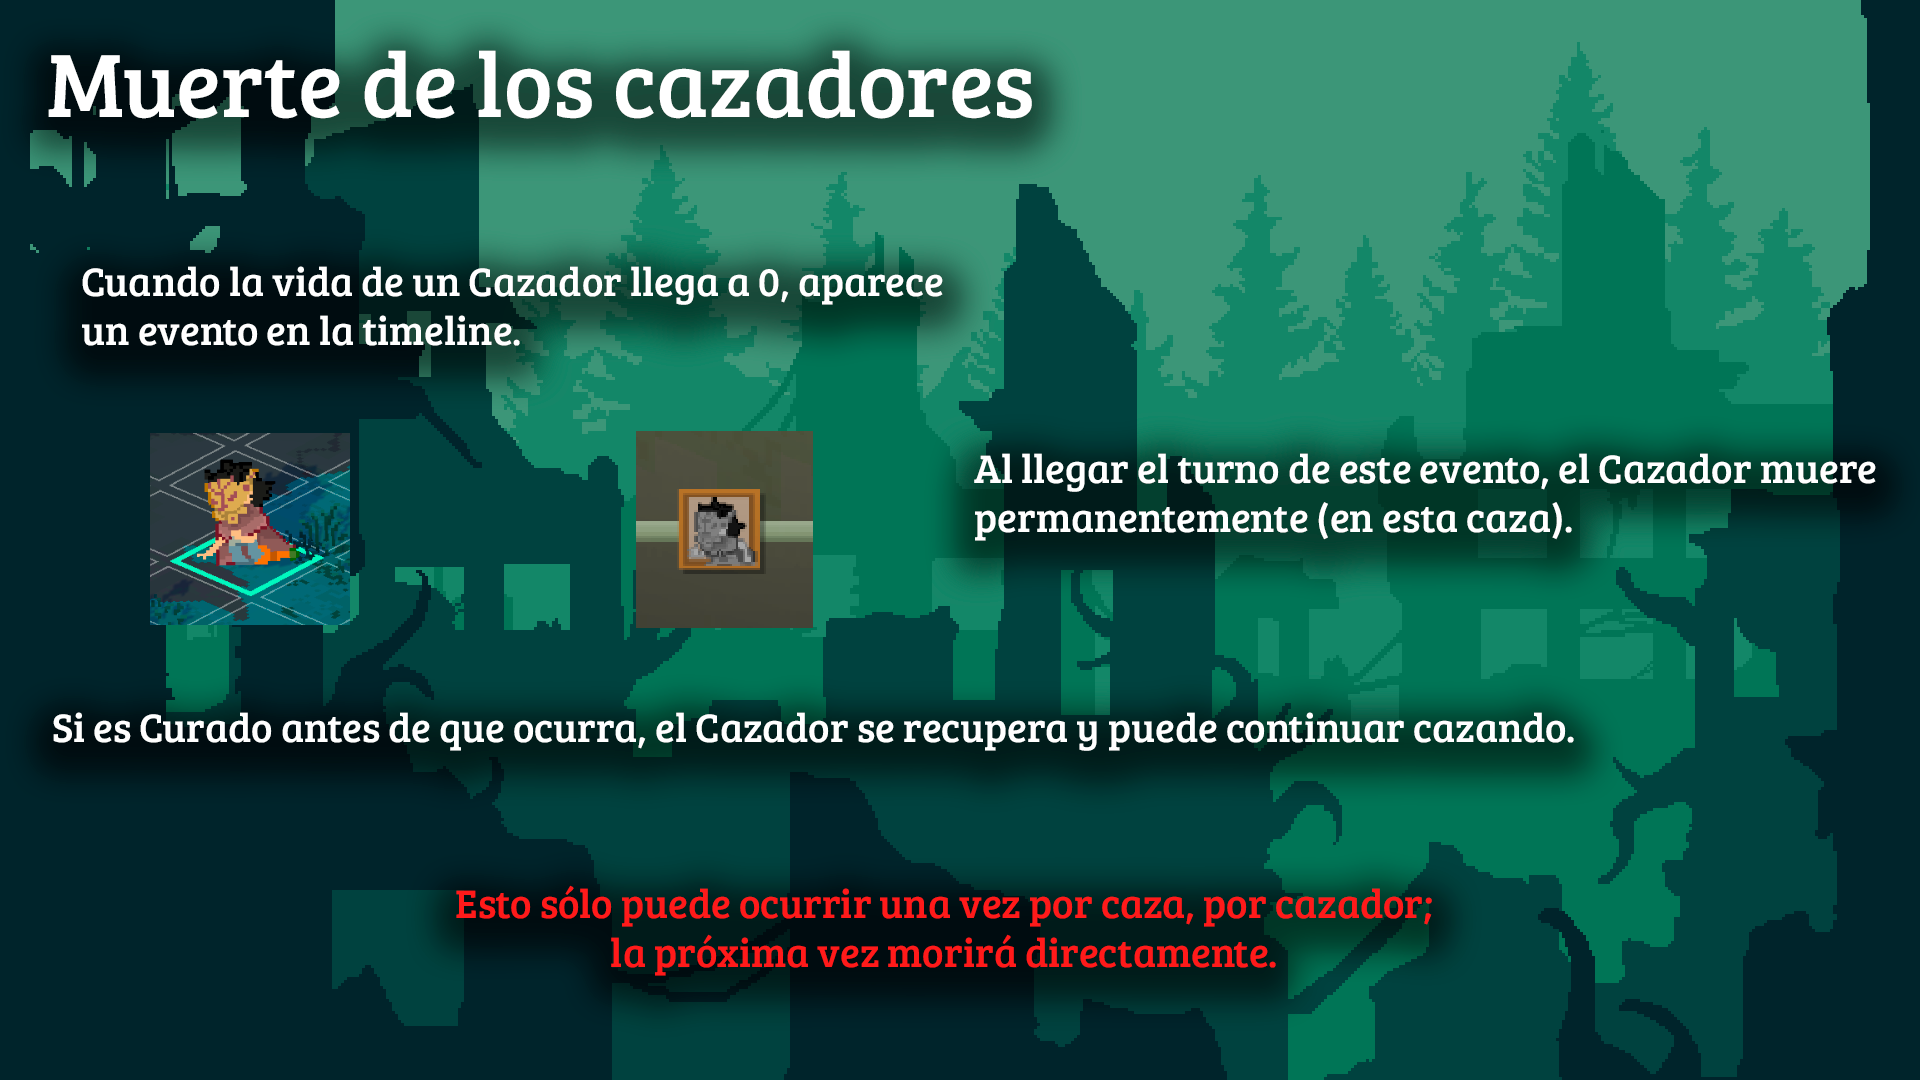 Muerte de los cazadores
Cuando la vida de un Cazador llega a 0, aparece
un evento en la timeline.
Al llegar el turno de este evento, el Cazador muere
permanentemente (en esta caza).
Si es Curado antes de que ocurra, el Cazador se recupera y puede continuar cazando.
Esto sólo puede ocurrir una vez por caza, por cazador;
la próxima vez morirá directamente.